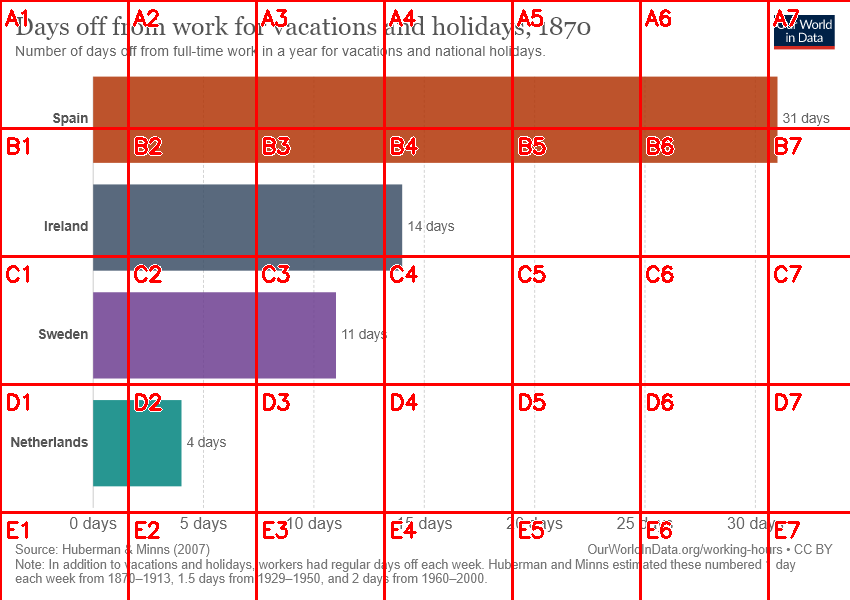 Days off from work for vacations and holidays, 1870
Our World
in Data
Number of days off from full-time work in a year for vacations and national holidays.
Spain
31 days
Ireland
14 days
Sweden
11 days
Netherlands
4 days
0 days 5 days 10 days 15 days 20 days 25 days 30 days
Source: Huberman & Minns (2007)
OurWorldInData.org/working-hours • CC BY
Note: In addition to vacations and holidays, workers had regular days off each week. Huberman and Minns estimated these numbered 1 day
each week from 1870–1913, 1.5 days from 1929–1950, and 2 days from 1960–2000.
A1 A2 A3 A4 A5 A6 A7
B1 B2 B3 B4 B5 B6 B7
C1 C2 C3 C4 C5 C6 C7
D1 D2 D3 D4 D5 D6 D7
E1 E2 E3 E4 E5 E6 E7